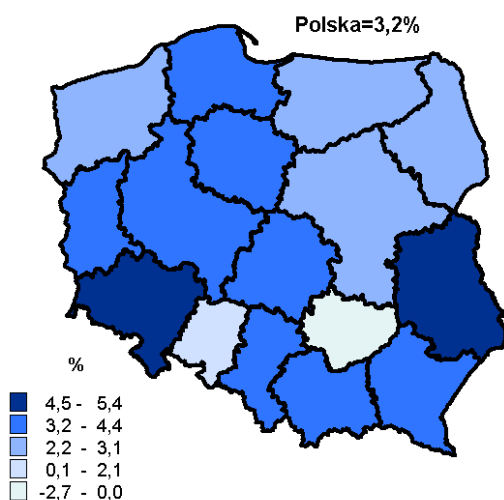 Polska=3,2%
%
4,5 - 5,4
3,2 - 4,4
2,2 - 3,1
0,1 - 2,1
-2,7 - 0,0